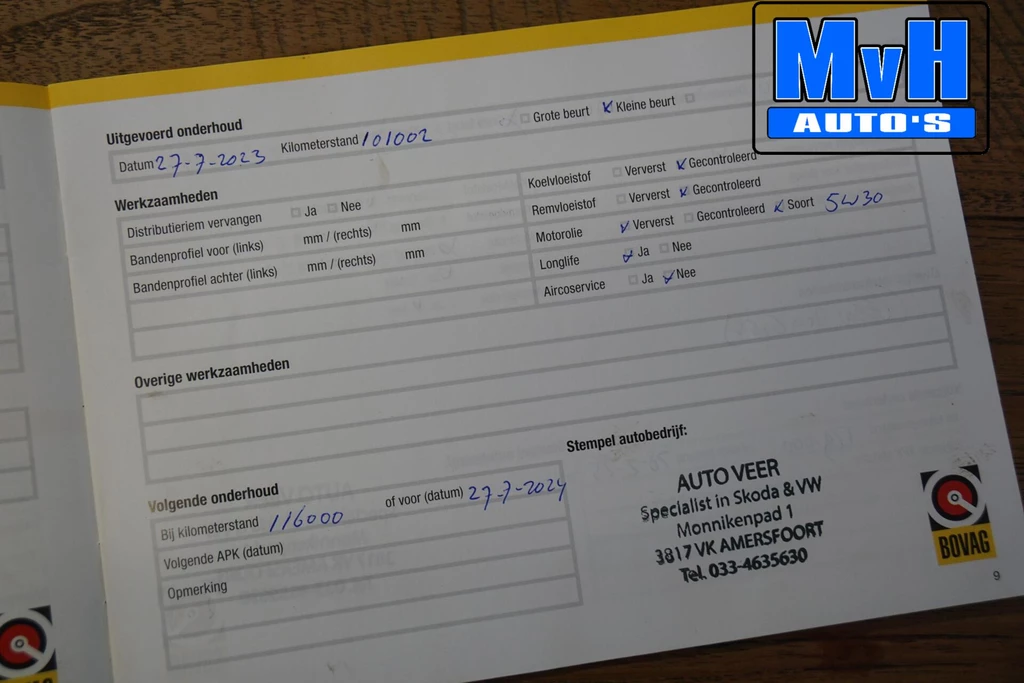 MvH
AUTO'S
Uitgevoerd onderhoud
Datum 27-7-2023 Kilometerstand 101002 Grote beurt Kleine beurt
Werkzaamheden
Distributieriem vervangen Ja Nee
Bandenprofiel voor (links) mm / (rechts) mm
Bandenprofiel achter (links) mm / (rechts) mm
Koelvloeistof Ververst Gecontroleerd
Remvloeistof Ververst Gecontroleerd
Motorolie Ververst Gecontroleerd Soort 5W30
Longlife Ja Nee
Aircoservice Ja Nee
Overige werkzaamheden
Volgende onderhoud
Bij kilometerstand 116000 of voor (datum) 27-7-2024
Volgende APK (datum)
Opmerking
Stempel autobedrijf:
AUTO VEER
Specialist in Skoda & VW
Monnikenpad 1
3817 VK AMERSFOORT
Tel. 033-4635630
BOVAG
9